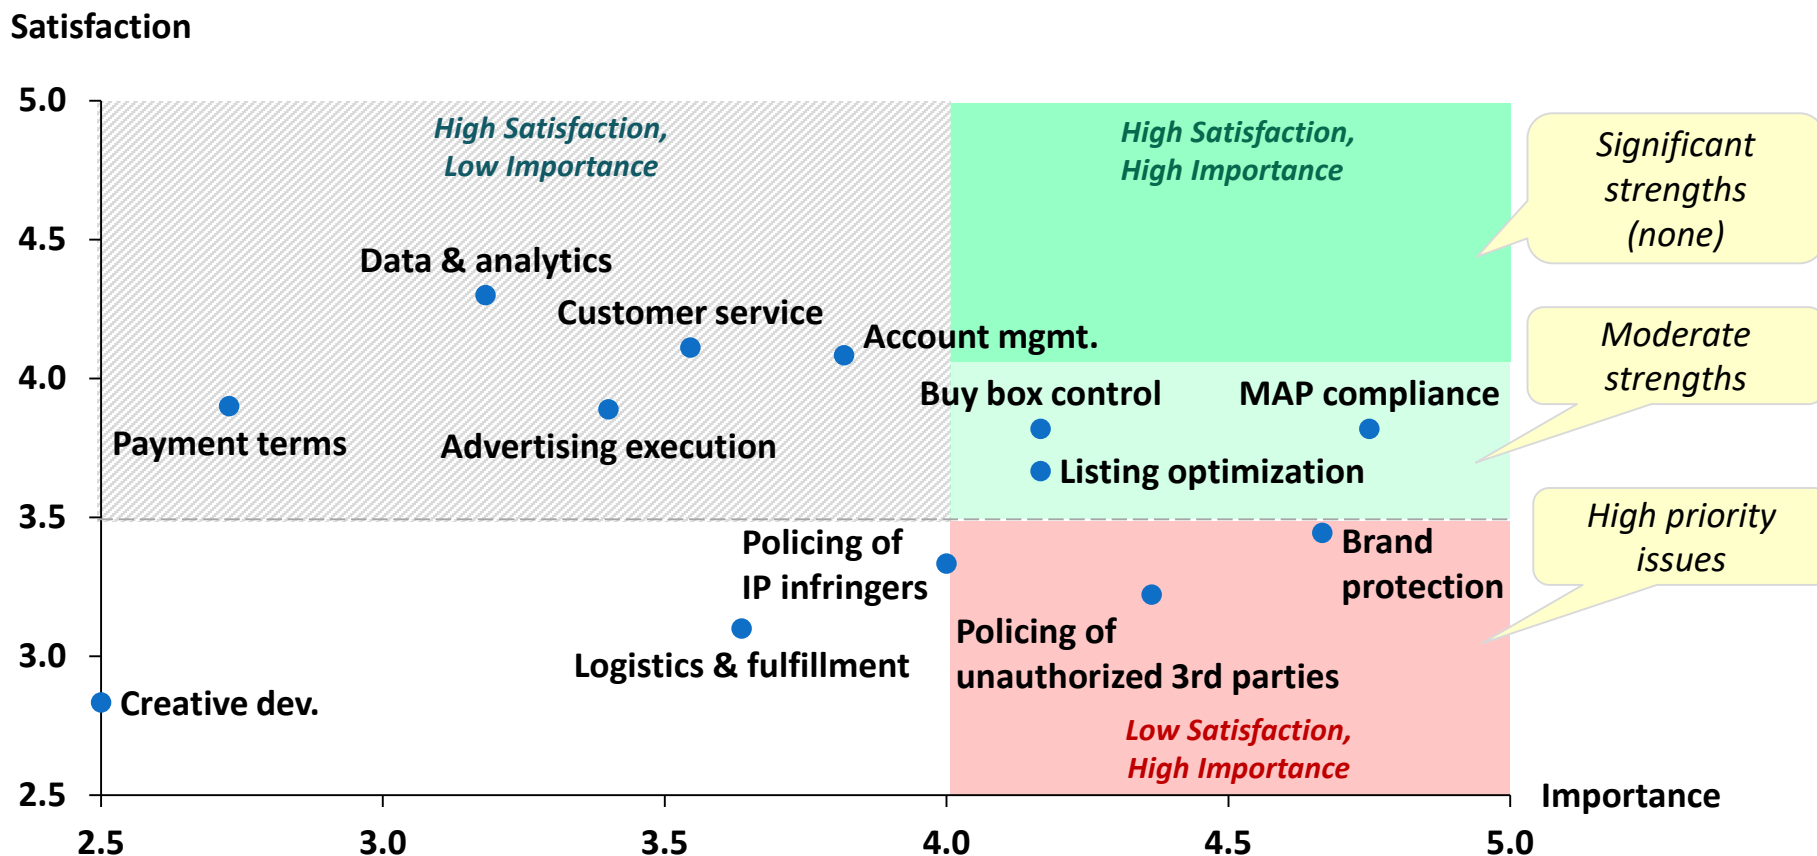 Satisfaction
5.0
High Satisfaction,
Low Importance
High Satisfaction,
High Importance
Significant
strengths
(none)
4.5
Data & analytics
Customer service
Account mgmt.
Moderate
strengths
4.0
Buy box control
MAP compliance
Payment terms
Advertising execution
Listing optimization
3.5
High priority
issues
Policing of
IP infringers
Brand
protection
Policing of
unauthorized 3rd parties
3.0
Logistics & fulfillment
Creative dev.
Low Satisfaction,
High Importance
2.5
Importance
2.5
3.0
3.5
4.0
4.5
5.0